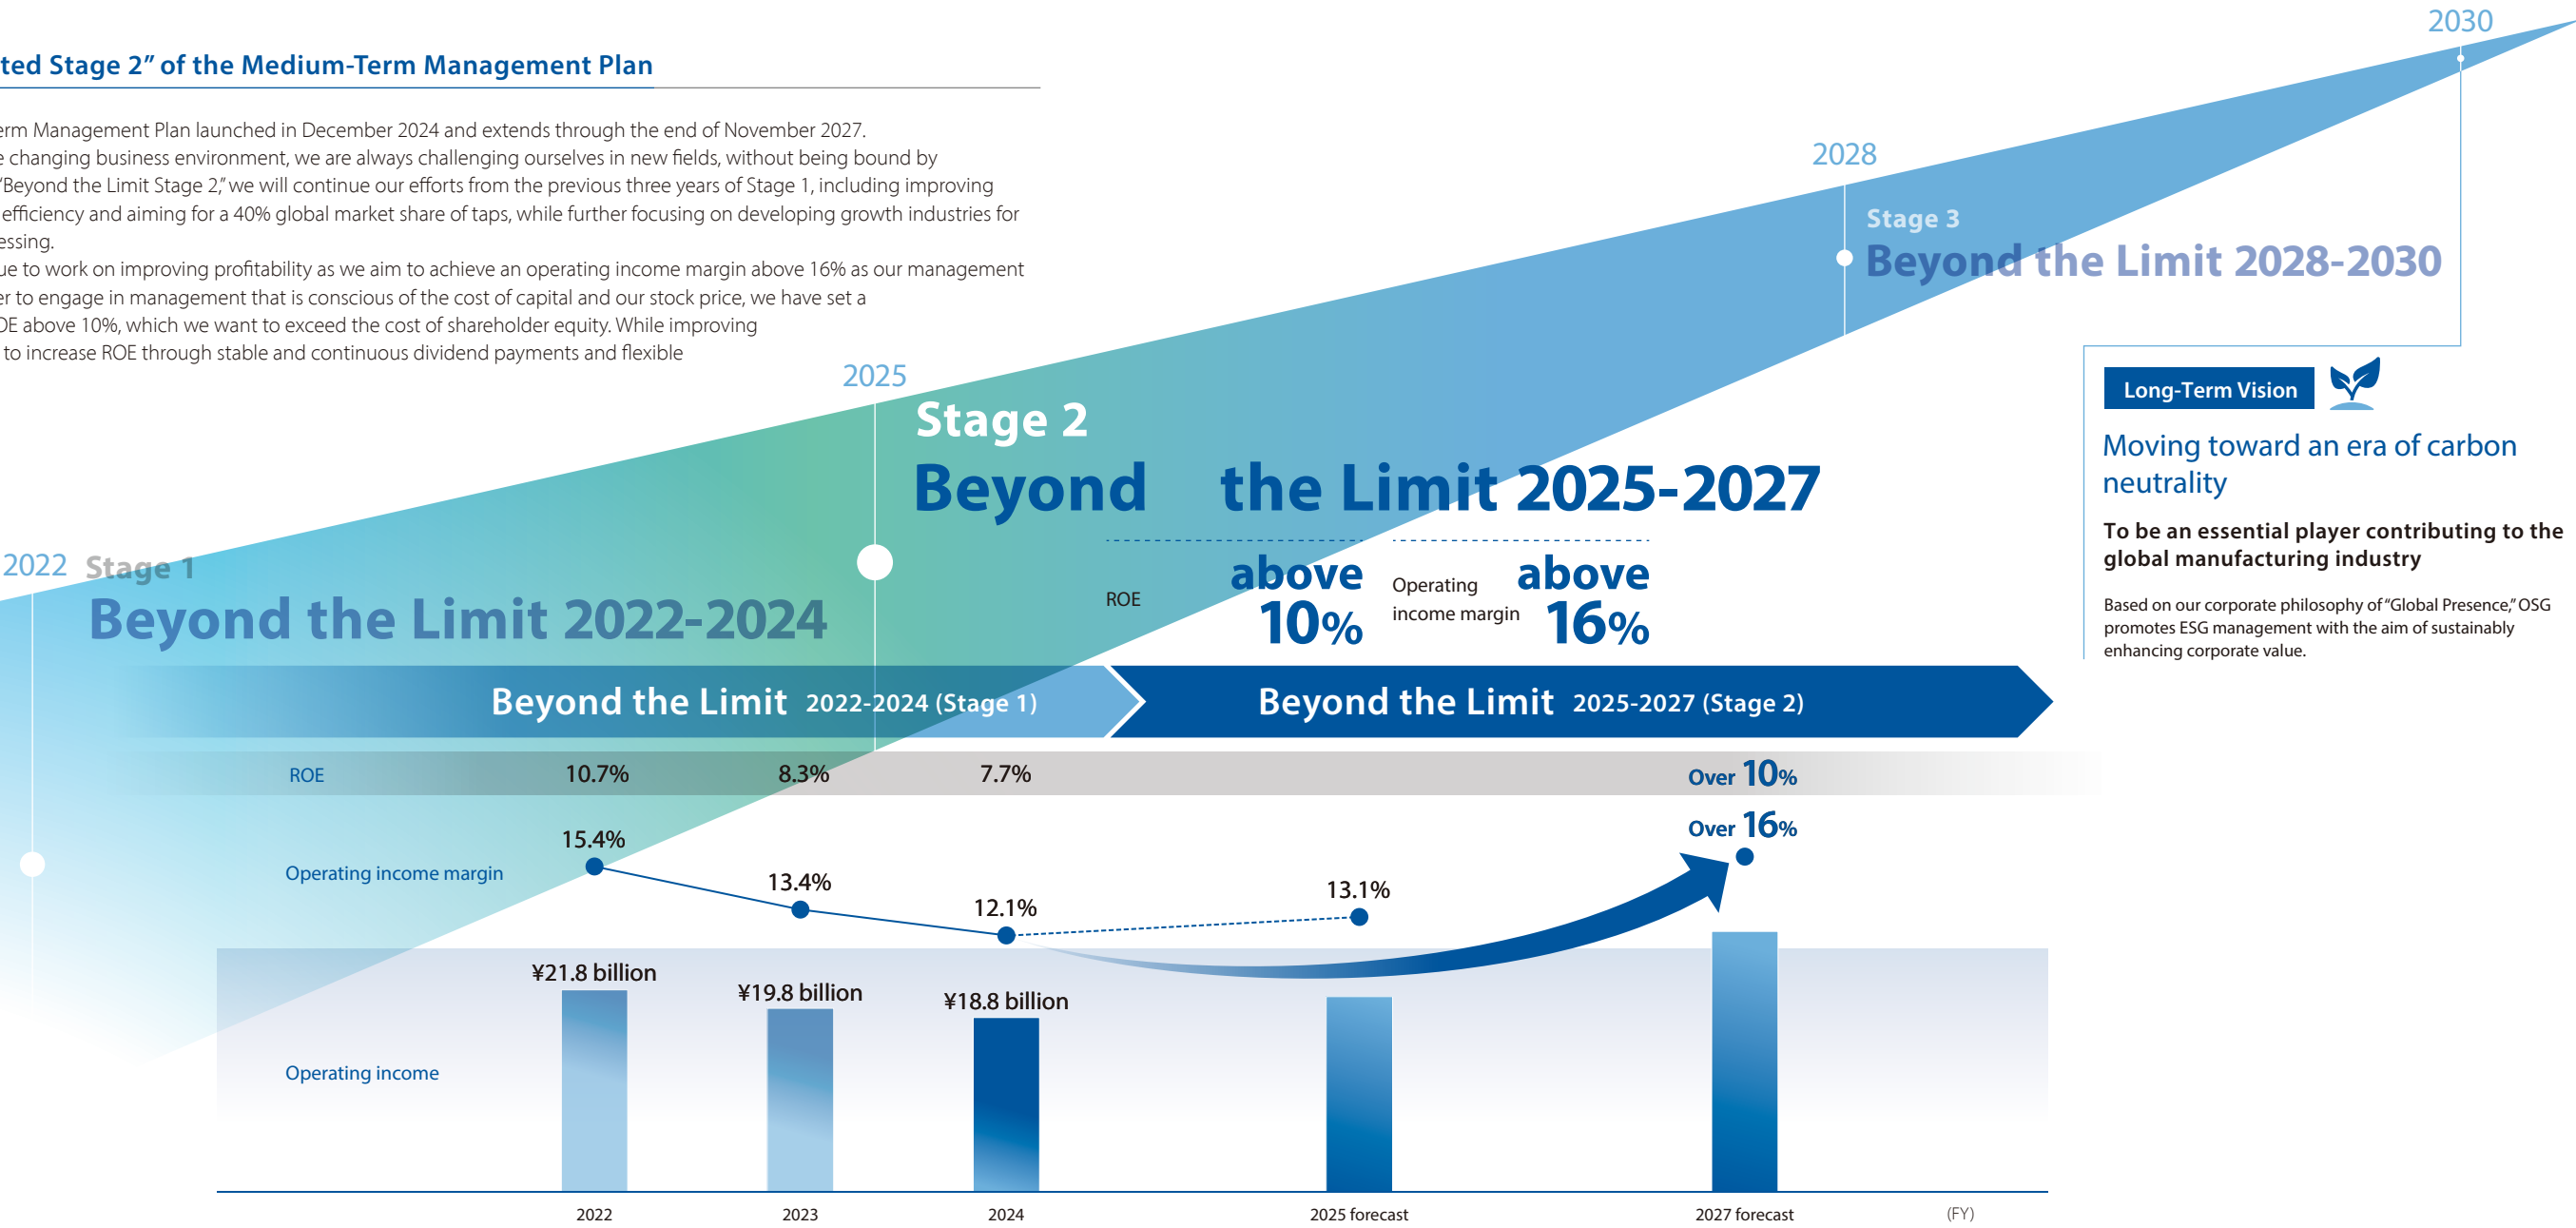 ted Stage 2” of the Medium-Term Management Plan
erm Management Plan launched in December 2024 and extends through the end of November 2027.
e changing business environment, we are always challenging ourselves in new fields, without being bound by
“Beyond the Limit Stage 2,” we will continue our efforts from the previous three years of Stage 1, including improving
efficiency and aiming for a 40% global market share of taps, while further focusing on developing growth industries for
essing.
ue to work on improving profitability as we aim to achieve an operating income margin above 16% as our management
er to engage in management that is conscious of the cost of capital and our stock price, we have set a
OE above 10%, which we want to exceed the cost of shareholder equity. While improving
to increase ROE through stable and continuous dividend payments and flexible
2030
2028
Stage 3
Beyond the Limit 2028-2030
2025
Stage 2
Beyond the Limit 2025-2027
ROE above 10%
Operating income margin above 16%
2022
Stage 1
Beyond the Limit 2022-2024
Long-Term Vision
Moving toward an era of carbon
neutrality
To be an essential player contributing to the
global manufacturing industry
Based on our corporate philosophy of “Global Presence,” OSG
promotes ESG management with the aim of sustainably
enhancing corporate value.
Beyond the Limit 2022-2024 (Stage 1)
Beyond the Limit 2025-2027 (Stage 2)
ROE 10.7% 8.3% 7.7% Over 10%
Over 16%
15.4%
Operating income margin
13.4%
13.1%
12.1%
¥21.8 billion
¥19.8 billion
¥18.8 billion
Operating income
2022 2023 2024 2025 forecast 2027 forecast (FY)